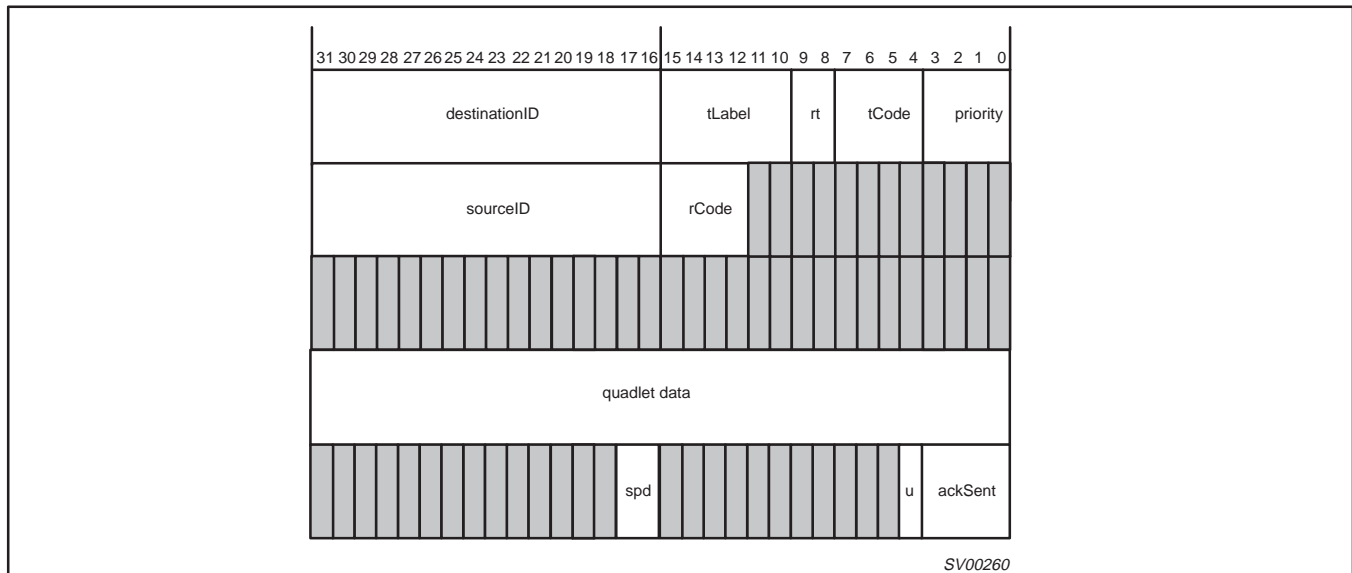 31 30 29 28 27 26 25 24 23 22 21 20 19 18 17 16 15 14 13 12 11 10 9 8 7 6 5 4 3 2 1 0
destinationID tLabel rt tCode priority
sourceID rCode
quadlet data
spd u ackSent
SV00260